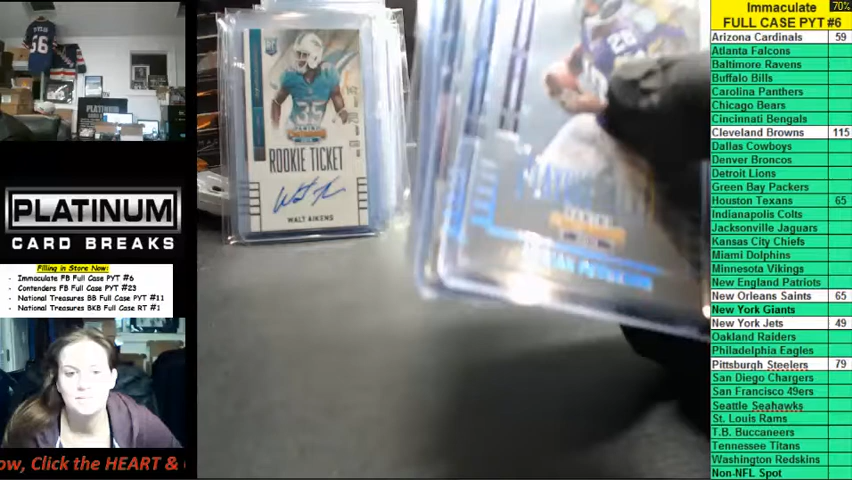 Immaculate
70%
FULL CASE PYT #6
Arizona Cardinals 59
Atlanta Falcons
Baltimore Ravens
Buffalo Bills
Carolina Panthers
Chicago Bears
Cincinnati Bengals
Cleveland Browns 115
Dallas Cowboys
Denver Broncos
Detroit Lions
Green Bay Packers
Houston Texans 65
Indianapolis Colts
Jacksonville Jaguars
Kansas City Chiefs
Miami Dolphins
Minnesota Vikings
New England Patriots
New Orleans Saints 65
New York Giants
New York Jets 49
Oakland Raiders
Philadelphia Eagles
Pittsburgh Steelers 79
San Diego Chargers
San Francisco 49ers
Seattle Seahawks
St. Louis Rams
T.B. Buccaneers
Tennessee Titans
Washington Redskins
Non-NFL Spot
56
PLATINUM
PLATINUM
CARD BREAKS
Filling in Store Now:
- Immaculate FB Full Case PYT #6
- Contenders FB Full Case PYT #23
- National Treasures BB Full Case PYT #11
- National Treasures BKB Full Case RT #1
ow, Click the HEART &
35
ROOKIE TICKET
WALT AIKENS
28